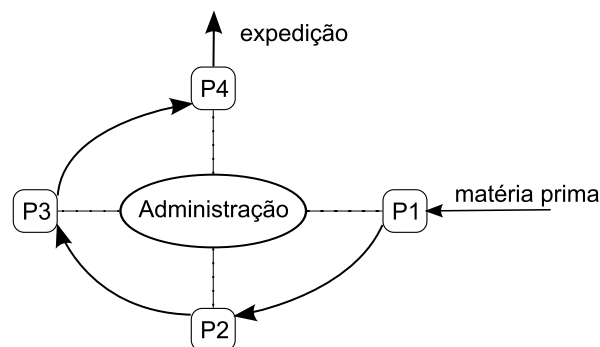 expedição
P4
matéria prima
P3
Administração
P1
P2